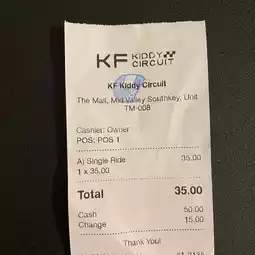 KF KIDDY
CIRCUIT
KF Kiddy Circuit
The Mall, Mid Valley Southkey, Unit
TM-008
Cashier: Owner
POS: POS 1
A) Single Ride 35.00
1 x 35.00
Total 35.00
Cash 50.00
Change 15.00
Thank You!